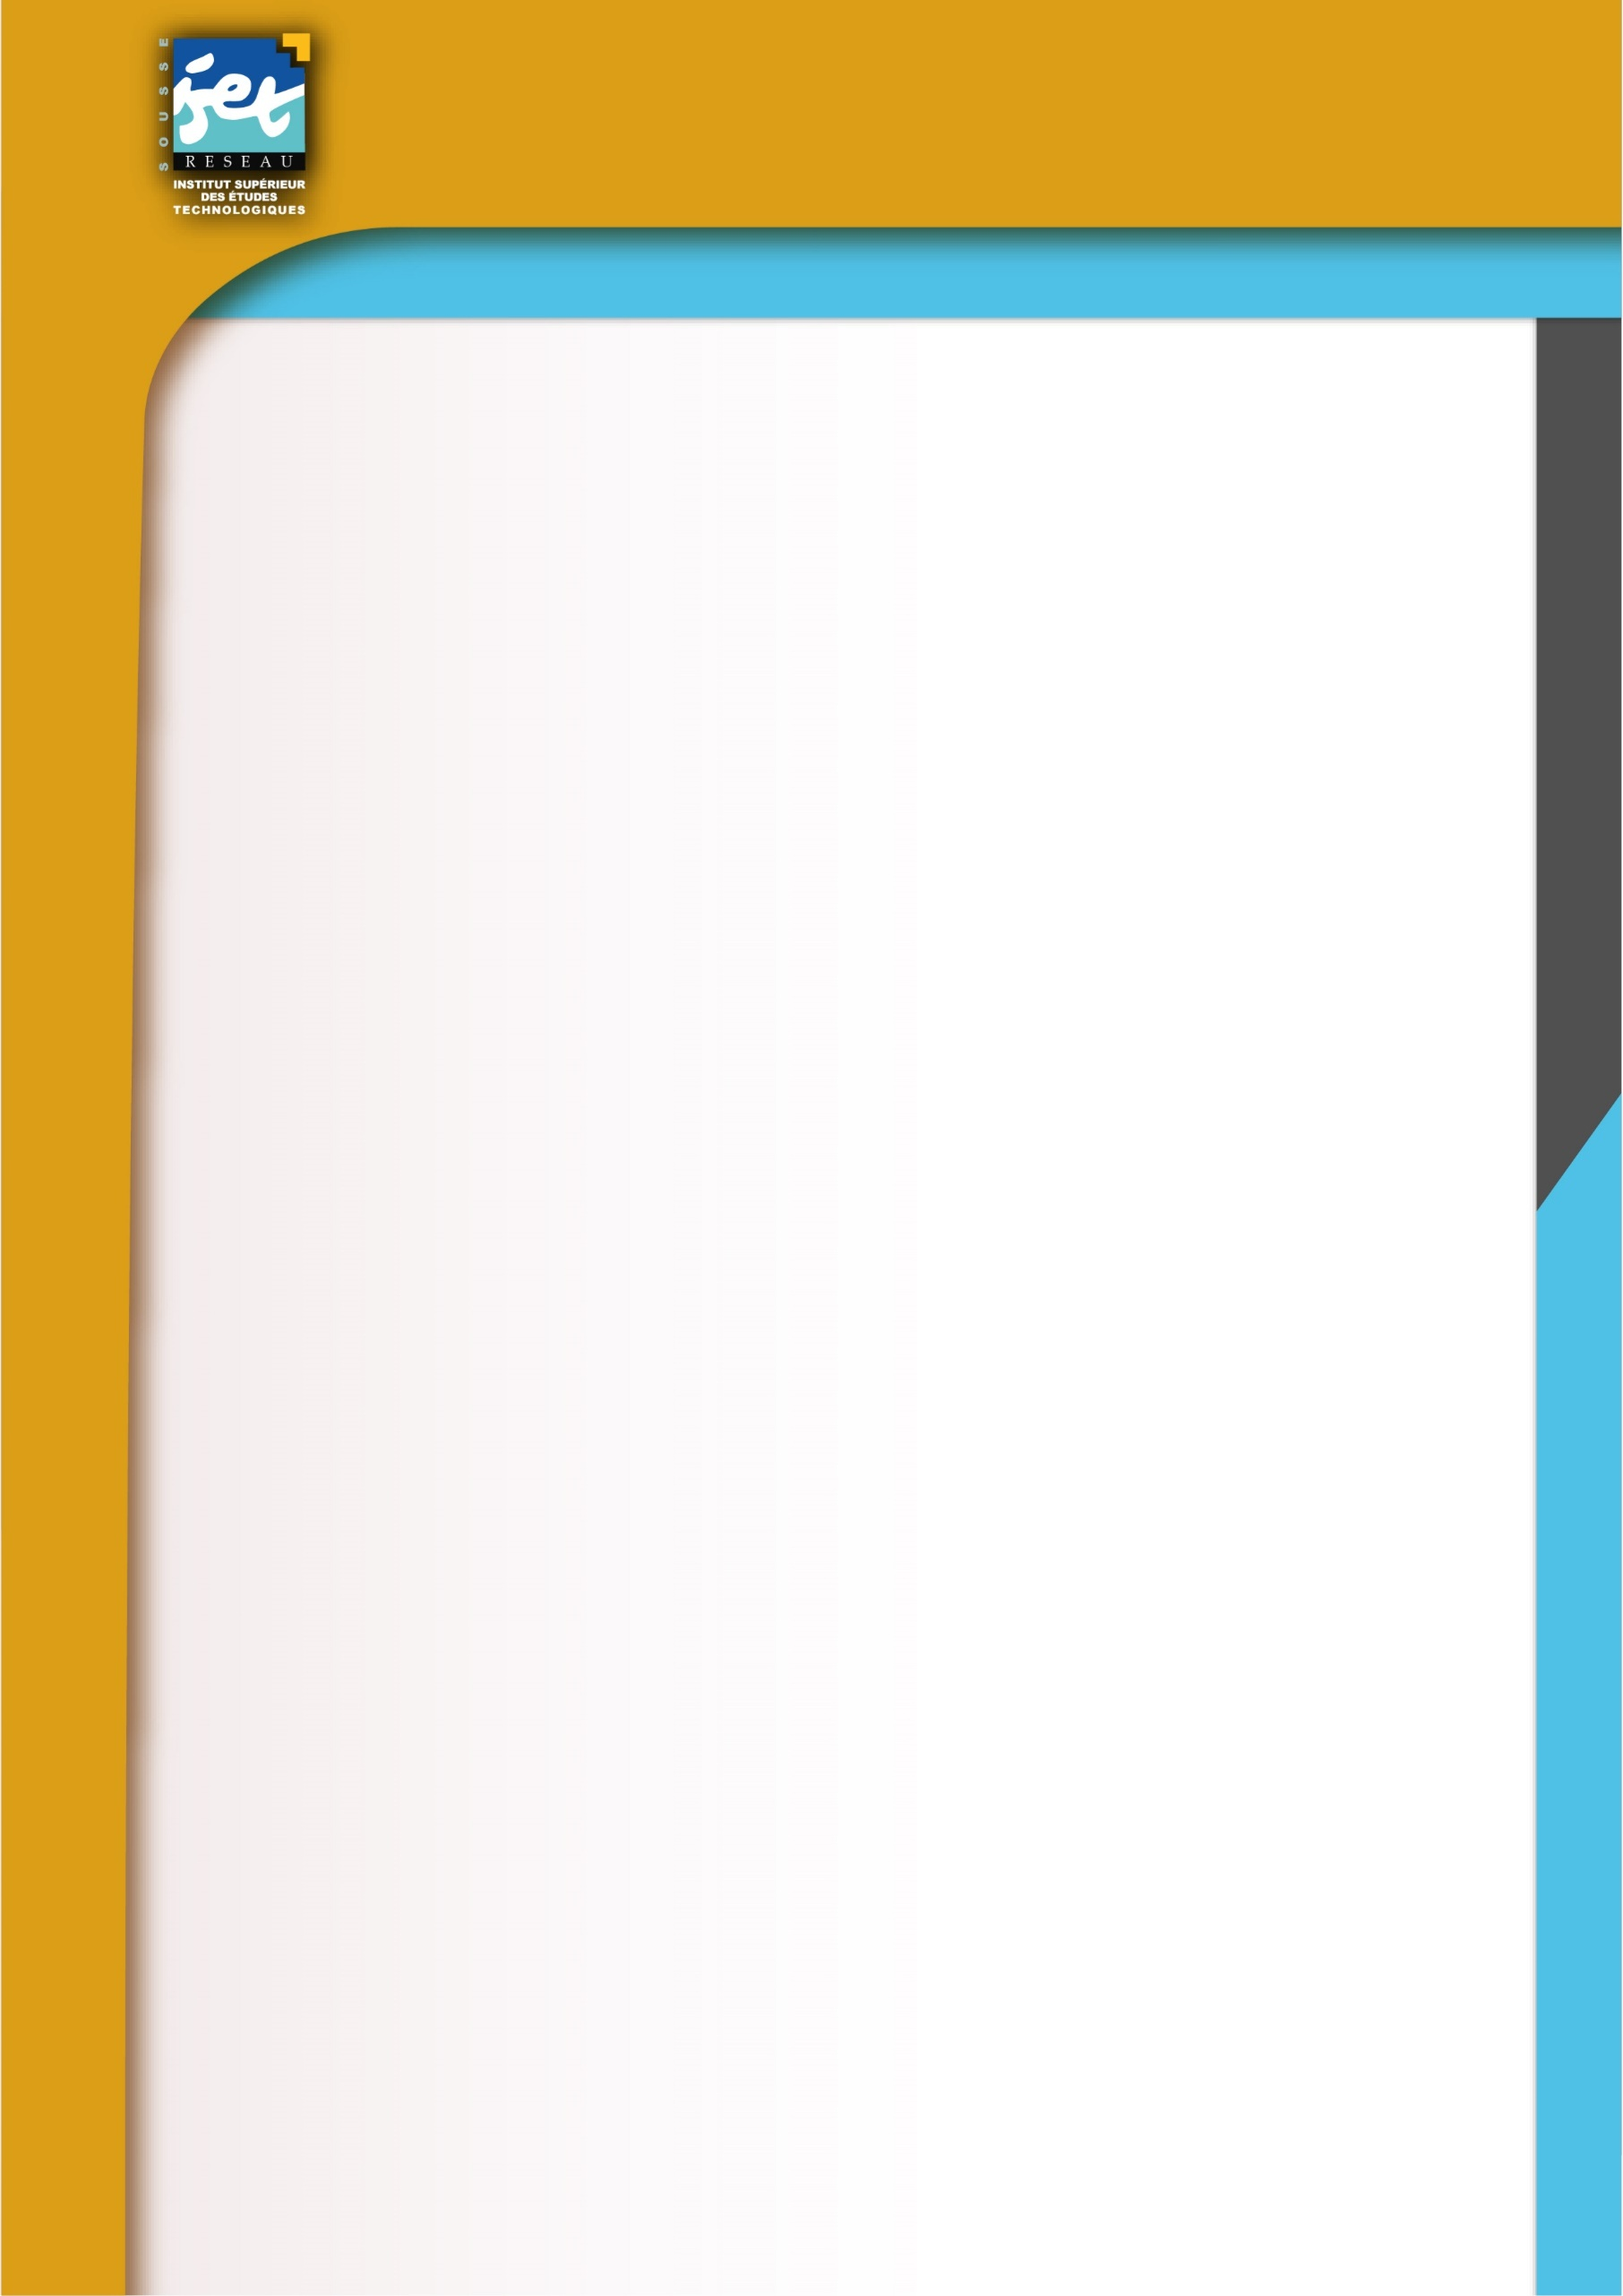 SOUSSE
iset
RESEAU
INSTITUT SUPÉRIEUR
DES ÉTUDES
TECHNOLOGIQUES